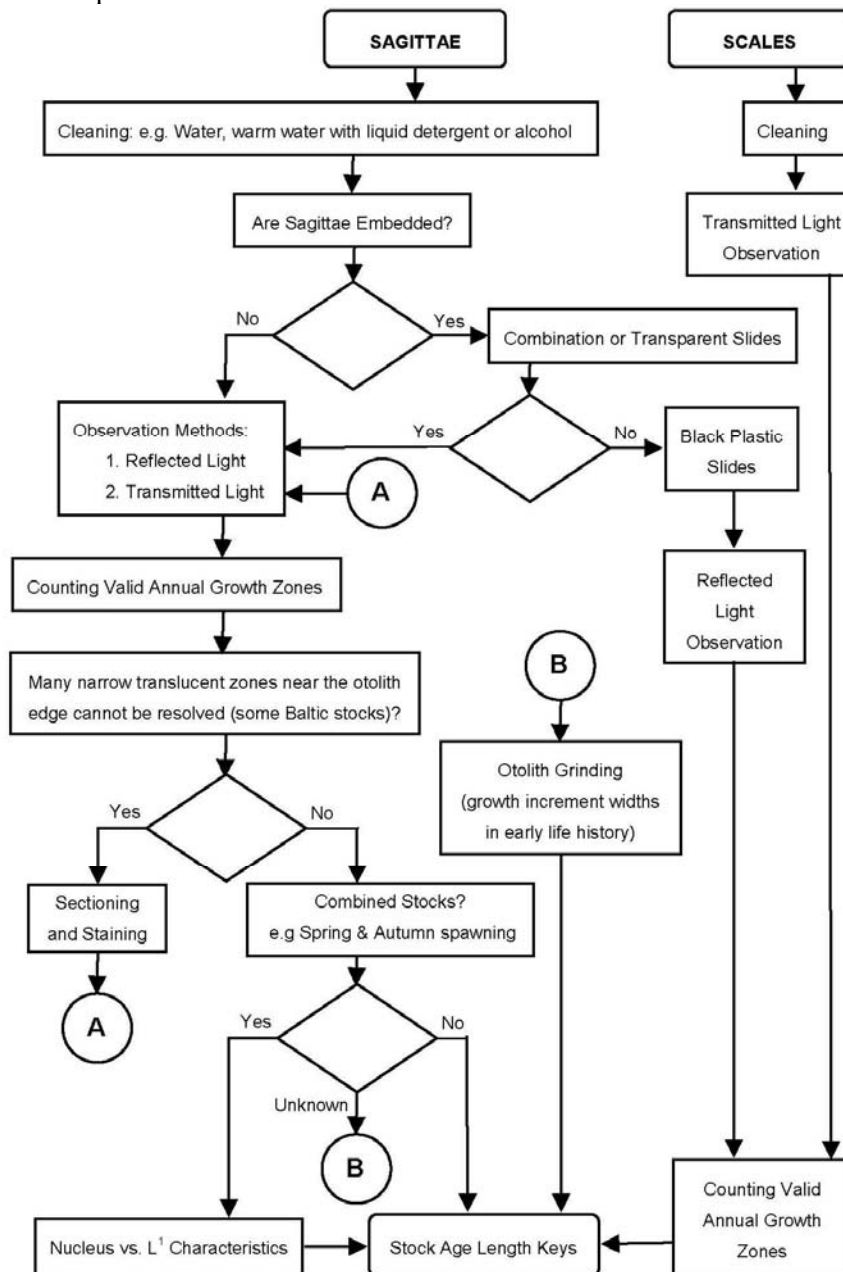 SAGITTAE
SCALES
Cleaning: e.g. Water, warm water with liquid detergent or alcohol
Cleaning
Are Sagittae Embedded?
Transmitted Light
Observation
No
Yes
Combination or Transparent Slides
Observation Methods:
1. Reflected Light
2. Transmitted Light
Yes
No
Black Plastic
Slides
A
Counting Valid Annual Growth Zones
Reflected
Light
Observation
B
Many narrow translucent zones near the otolith
edge cannot be resolved (some Baltic stocks)?
Otolith Grinding
(growth increment widths
in early life history)
Yes
No
Sectioning
and Staining
Combined Stocks?
e.g Spring & Autumn spawning
A
Yes
No
Unknown
B
Counting Valid
Annual Growth
Zones
Nucleus vs. L¹ Characteristics
Stock Age Length Keys